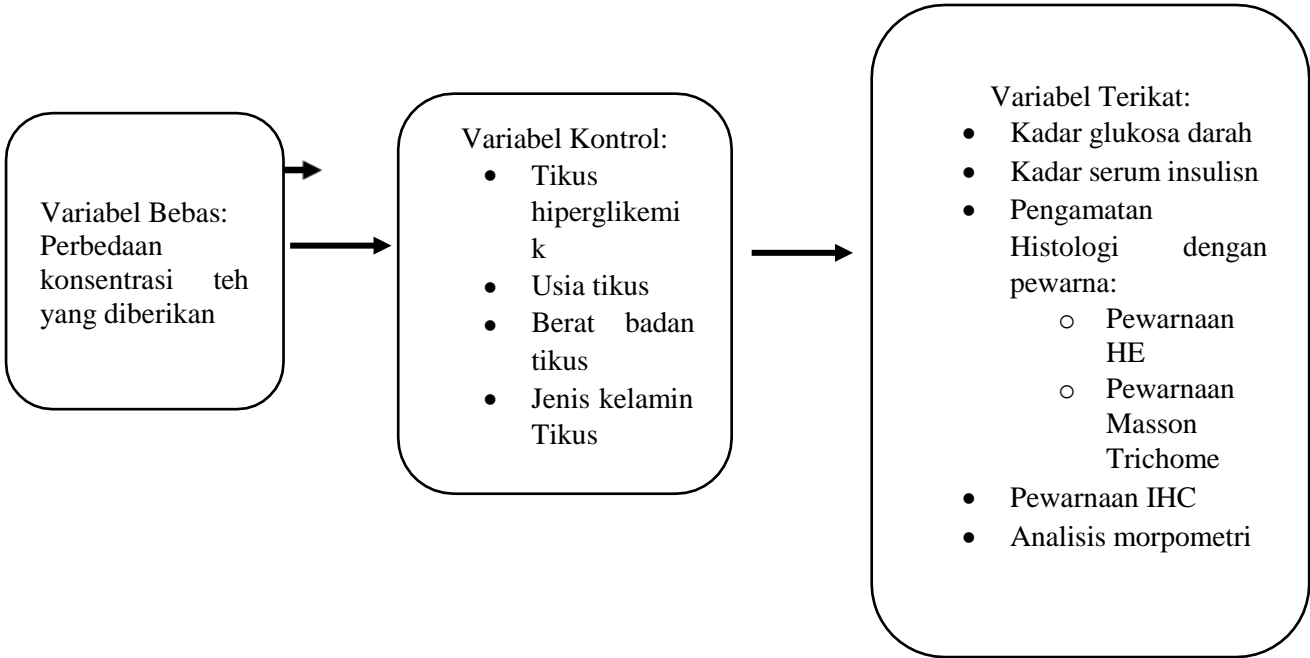 Variabel Bebas:
Perbedaan
konsentrasi teh
yang diberikan
Variabel Kontrol:
• Tikus
hiperglikemi
k
• Usia tikus
• Berat badan
tikus
• Jenis kelamin
Tikus
Variabel Terikat:
• Kadar glukosa darah
• Kadar serum insulisn
• Pengamatan
Histologi dengan
pewarna:
o Pewarnaan
HE
o Pewarnaan
Masson
Trichome
• Pewarnaan IHC
• Analisis morpometri